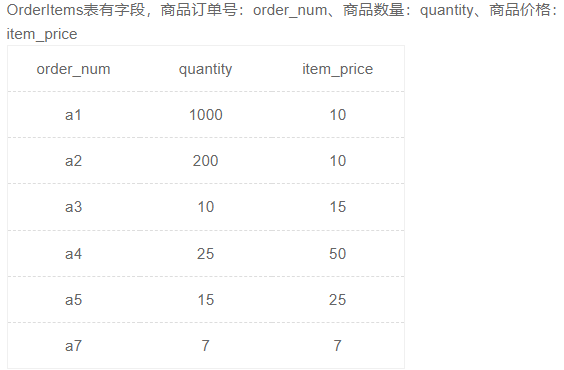 OrderItems表有字段，商品订单号：order_num、商品数量：quantity、商品价格：
item_price
order_num quantity item_price
a1 1000 10
a2 200 10
a3 10 15
a4 25 50
a5 15 25
a7 7 7